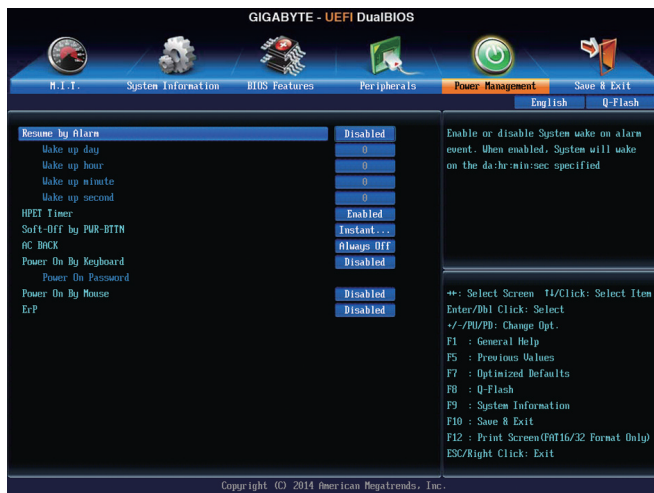 GIGABYTE - UEFI DualBIOS
M.I.T. System Information BIOS Features Peripherals Power Management Save & Exit
English Q-Flash
Resume by Alarm Disabled
Wake up day 0
Wake up hour 0
Wake up minute 0
Wake up second 0
HPET Timer Enabled
Soft-Off by PWR-BTTN Instant...
AC BACK Always Off
Power On By Keyboard Disabled
Power On Password
Power On By Mouse Disabled
ErP Disabled
Enable or disable System wake on alarm
event. When enabled, System will wake
on the da:hr:min:sec specified
↔: Select Screen ↑↓/Click: Select Item
Enter/Dbl Click: Select
+/-/PU/PD: Change Opt.
F1 : General Help
F5 : Previous Values
F7 : Optimized Defaults
F8 : Q-Flash
F9 : System Information
F10 : Save & Exit
F12 : Print Screen(FAT16/32 Format Only)
ESC/Right Click: Exit
Copyright (C) 2014 American Megatrends, Inc.